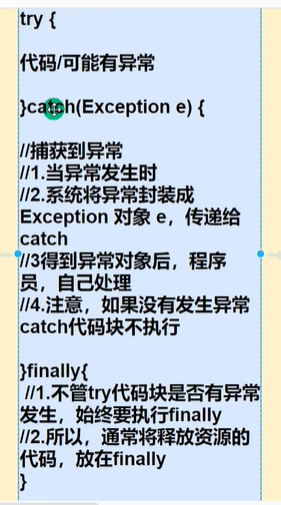 try {
代码/可能有异常
}catch(Exception e) {
//捕获到异常
//1.当异常发生时
//2.系统将异常封装成
Exception 对象 e，传递给
catch
//3得到异常对象后，程序
员，自己处理
//4.注意，如果没有发生异常
catch代码块不执行
}finally{
//1.不管try代码块是否有异常
发生，始终要执行finally
//2.所以，通常将释放资源的
代码，放在finally
}